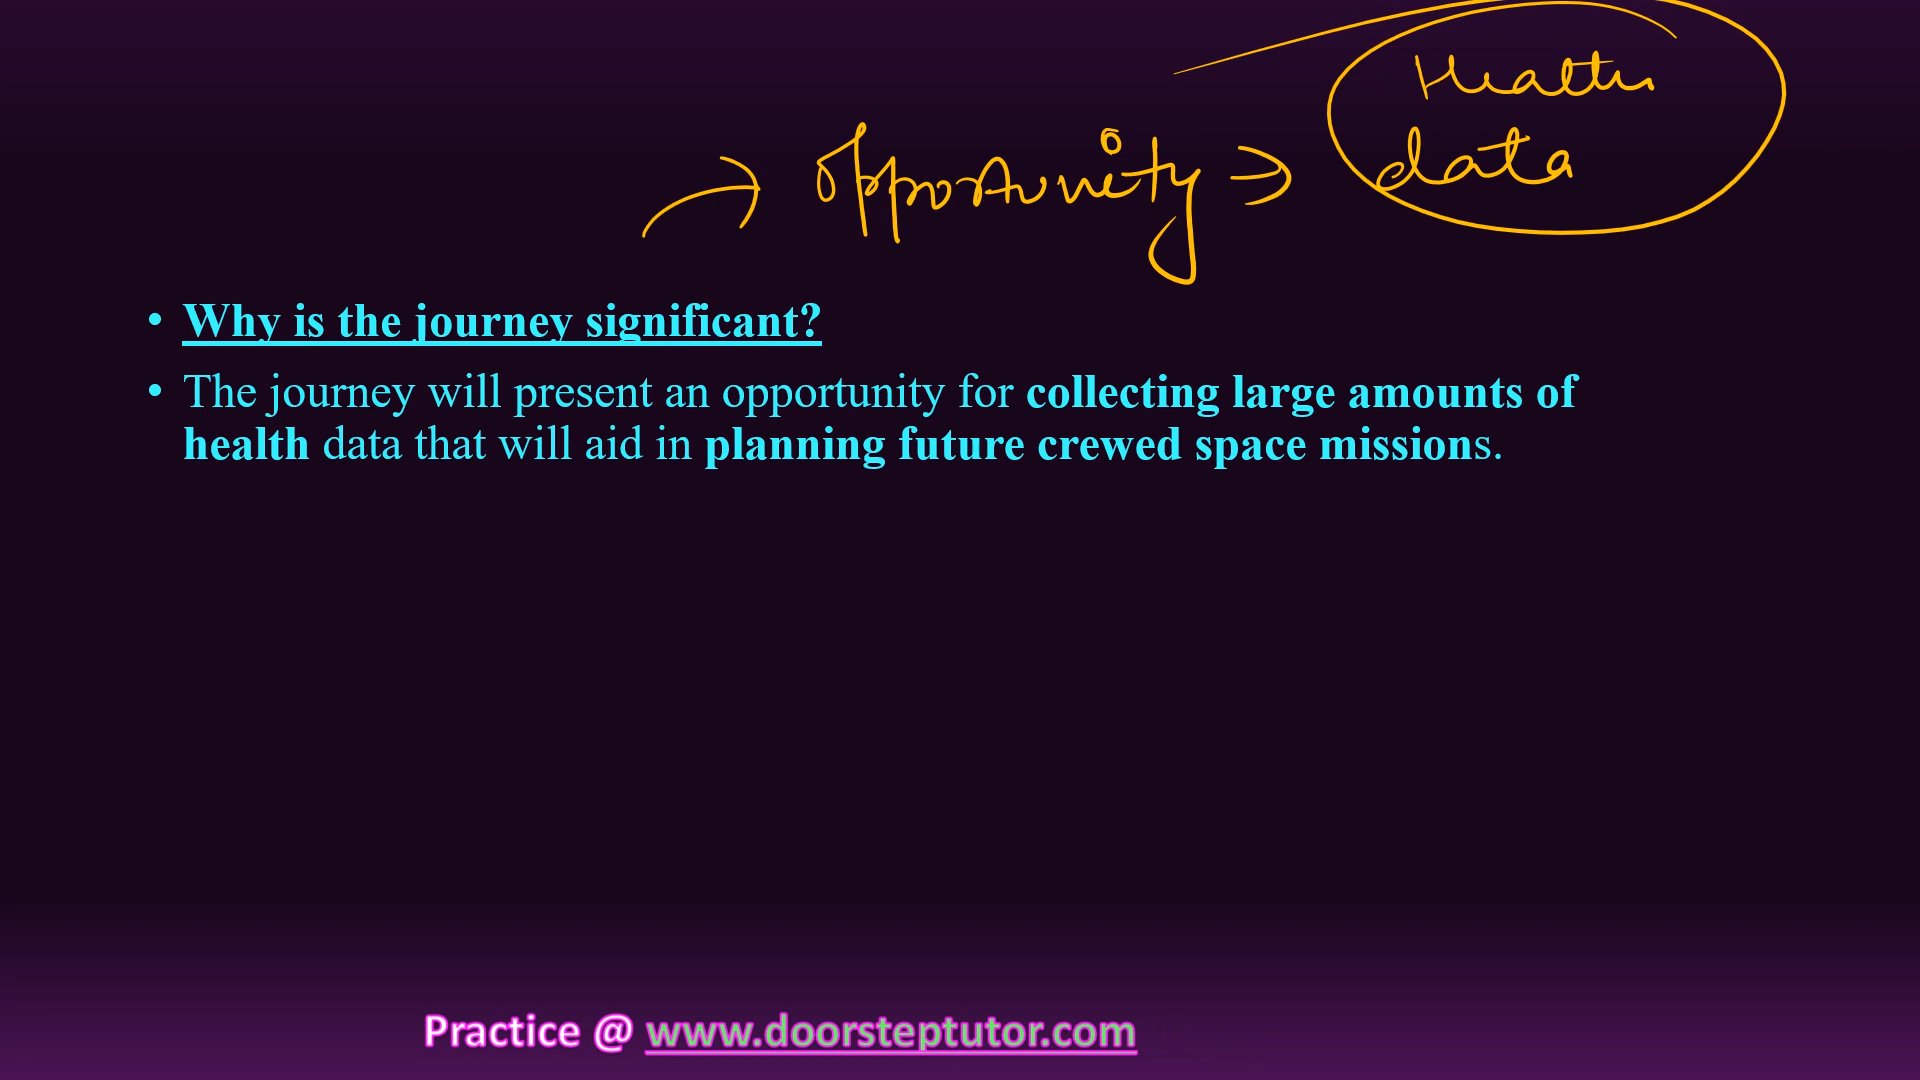 Health
data
→ opportunity →
• Why is the journey significant?
• The journey will present an opportunity for collecting large amounts of
health data that will aid in planning future crewed space missions.
Practice @ www.doorsteptutor.com